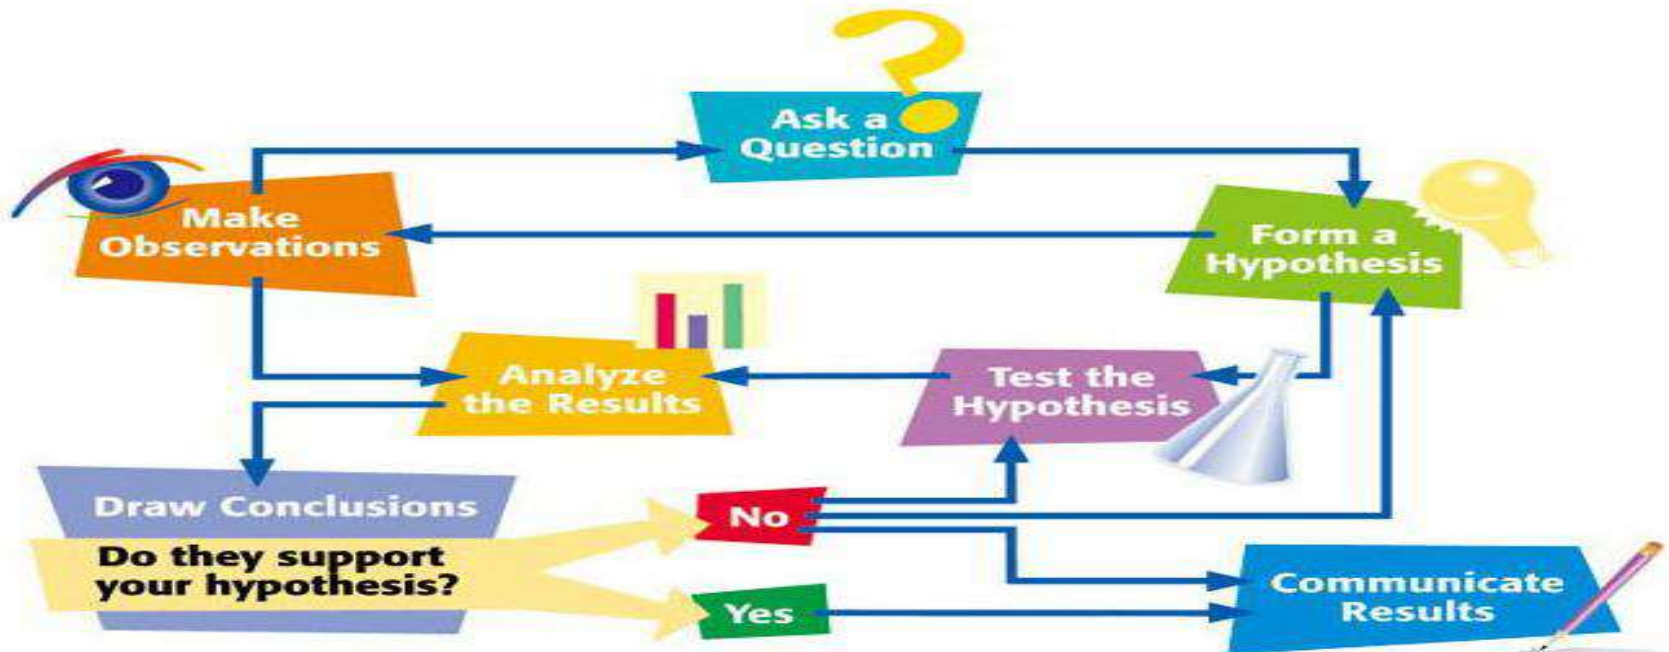 Ask a
Question
Make
Observations
Form a
Hypothesis
Analyze
the Results
Test the
Hypothesis
Draw Conclusions
Do they support
your hypothesis?
No
Yes
Communicate
Results